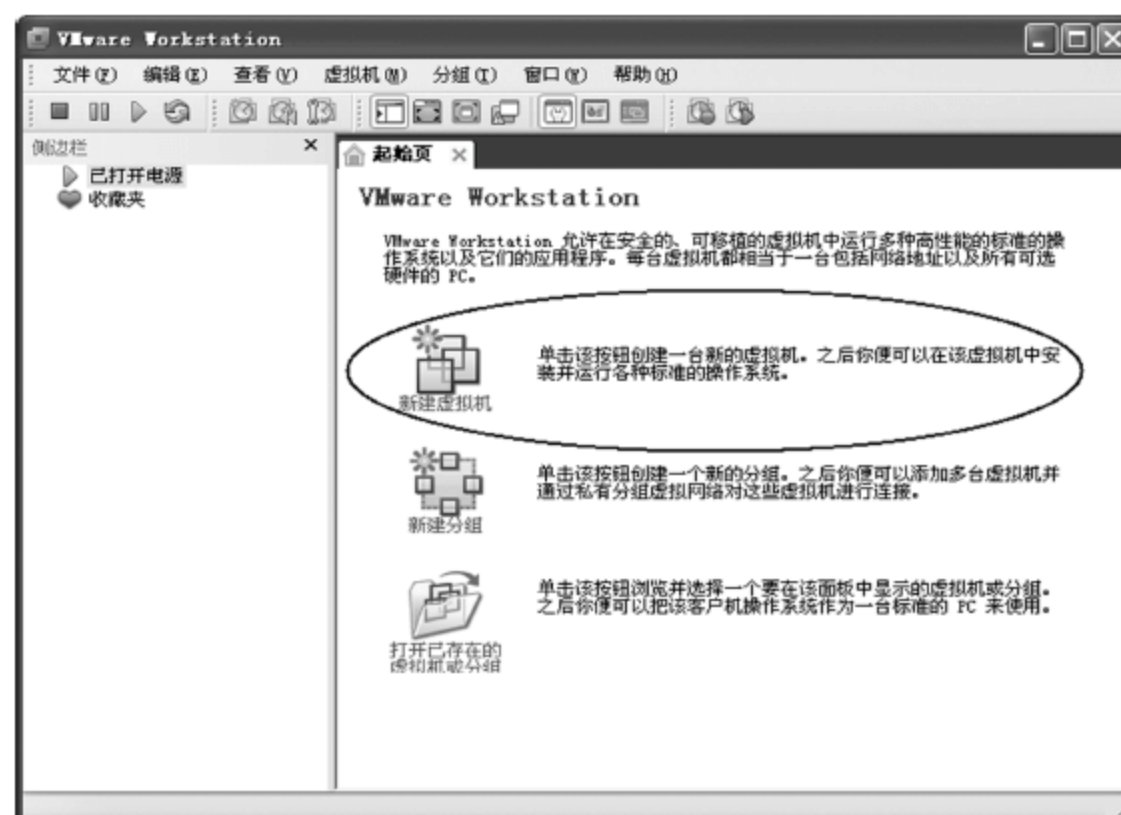 VMware Workstation
文件(F) 编辑(E) 查看(V) 虚拟机(M) 分组(T) 窗口(W) 帮助(H)
侧边栏
已打开电源
收藏夹
起始页
VMware Workstation
VMware Workstation 允许在安全的、可移植的虚拟机中运行多种高性能的标准的操
作系统以及它们的应用程序。每台虚拟机都相当于一台包括网络地址以及所有可选
硬件的 PC。
新建虚拟机
单击该按钮创建一台新的虚拟机。之后你便可以在该虚拟机中安
装并运行各种标准的操作系统。
新建分组
单击该按钮创建一个新的分组。之后你便可以添加多台虚拟机并
通过私有分组虚拟网络对这些虚拟机进行连接。
打开已存在的
虚拟机或分组
单击该按钮浏览并选择一个要在该面板中显示的虚拟机或分组。
之后你便可以把该客户机操作系统作为一台标准的 PC 来使用。